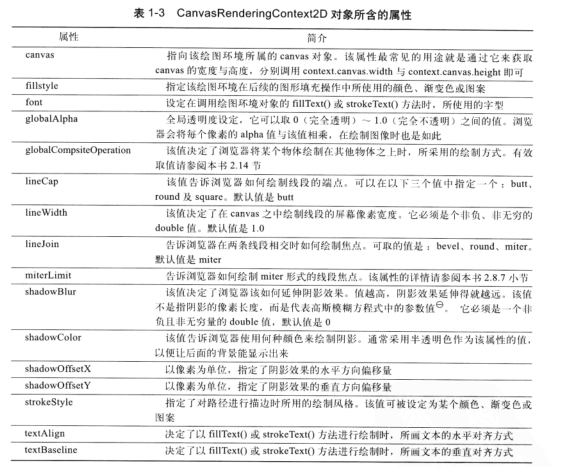 表 1-3 CanvasRenderingContext2D 对象所含的属性
属性 简介
canvas 指向该绘图环境所属的 canvas 对象。该属性最常见的用途就是通过它来获取
canvas 的宽度与高度，分别调用 context.canvas.width 与 context.canvas.height 即可
fillstyle 指定该绘图环境在后续的图形填充操作中所使用的颜色、渐变色或图案
font 设定在调用绘图环境对象的 fillText() 或 strokeText() 方法时，所使用的字型
globalAlpha 全局透明度设定，它可以取 0（完全透明）～ 1.0（完全不透明）之间的值。浏览
器会将每个像素的 alpha 值与该值相乘，在绘制图像时也是如此
globalCompsiteOperation 该值决定了浏览器将某个物体绘制在其他物体之上时，所采用的绘制方式。有效
取值请参阅本书 2.14 节
lineCap 该值告诉浏览器如何绘制线段的端点。可以在以下三个值中指定一个：butt、
round 及 square。默认值是 butt
lineWidth 该值决定了在 canvas 之中绘制线段的屏幕像素宽度。它必须是个非负、非无穷的
double 值。默认值是 1.0
lineJoin 告诉浏览器在两条线段相交时如何绘制焦点。可取的值是：bevel、round、miter。
默认值是 miter
miterLimit 告诉浏览器如何绘制 miter 形式的线段焦点。该属性的详情请参阅本书 2.8.7 小节
shadowBlur 该值决定了浏览器该如何延伸阴影效果。值越高，阴影效果延伸得就越远。该值
不是指阴影的像素长度，而是代表高斯模糊方程式中的参数值⊖。 它必须是一个非
负且非无穷量的 double 值，默认值是 0
shadowColor 该值告诉浏览器使用何种颜色来绘制阴影。通常采用半透明色作为该属性的值，
以便让后面的背景能显示出来
shadowOffsetX 以像素为单位，指定了阴影效果的水平方向偏移量
shadowOffsetY 以像素为单位，指定了阴影效果的垂直方向偏移量
strokeStyle 指定了对路径进行描边时所用的绘制风格。该值可被设定为某个颜色、渐变色或
图案
textAlign 决定了以 fillText() 或 strokeText() 方法进行绘制时，所画文本的水平对齐方式
textBaseline 决定了以 fillText() 或 strokeText() 方法进行绘制时，所画文本的垂直对齐方式